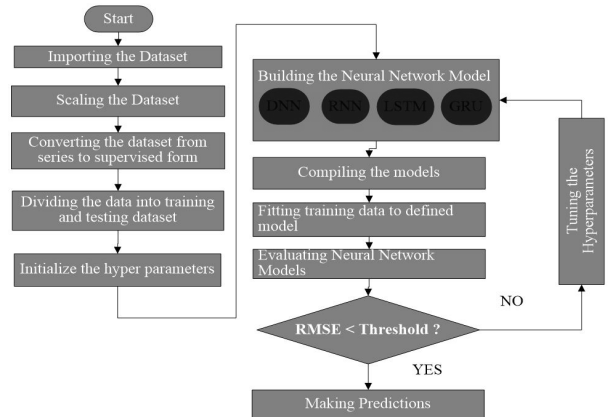 Start
Importing the Dataset
Scaling the Dataset
Converting the dataset from
series to supervised form
Dividing the data into training
and testing dataset
Initialize the hyper parameters
Building the Neural Network Model
DNN
RNN
LSTM
GRU
Compiling the models
Fitting training data to defined
model
Evaluating Neural Network
Models
RMSE < Threshold ?
NO
Tuning the
Hyperparameters
YES
Making Predictions